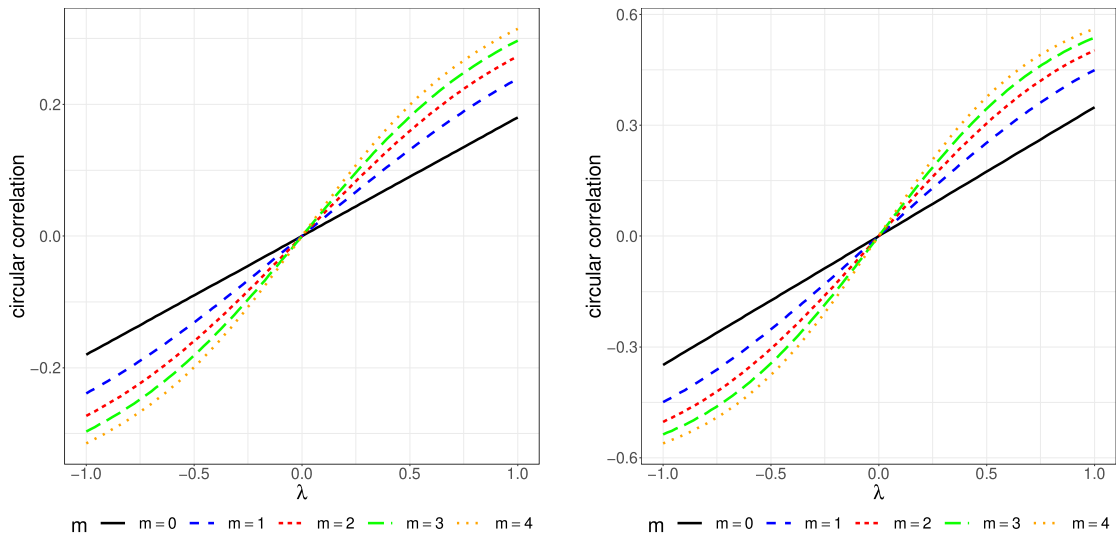 circular correlation
0.2
0.0
−0.2
−1.0 −0.5 0.0 0.5 1.0
λ
m m = 0 m = 1 m = 2 m = 3 m = 4
circular correlation
0.6
0.3
0.0
−0.3
−0.6
−1.0 −0.5 0.0 0.5 1.0
λ
m m = 0 m = 1 m = 2 m = 3 m = 4